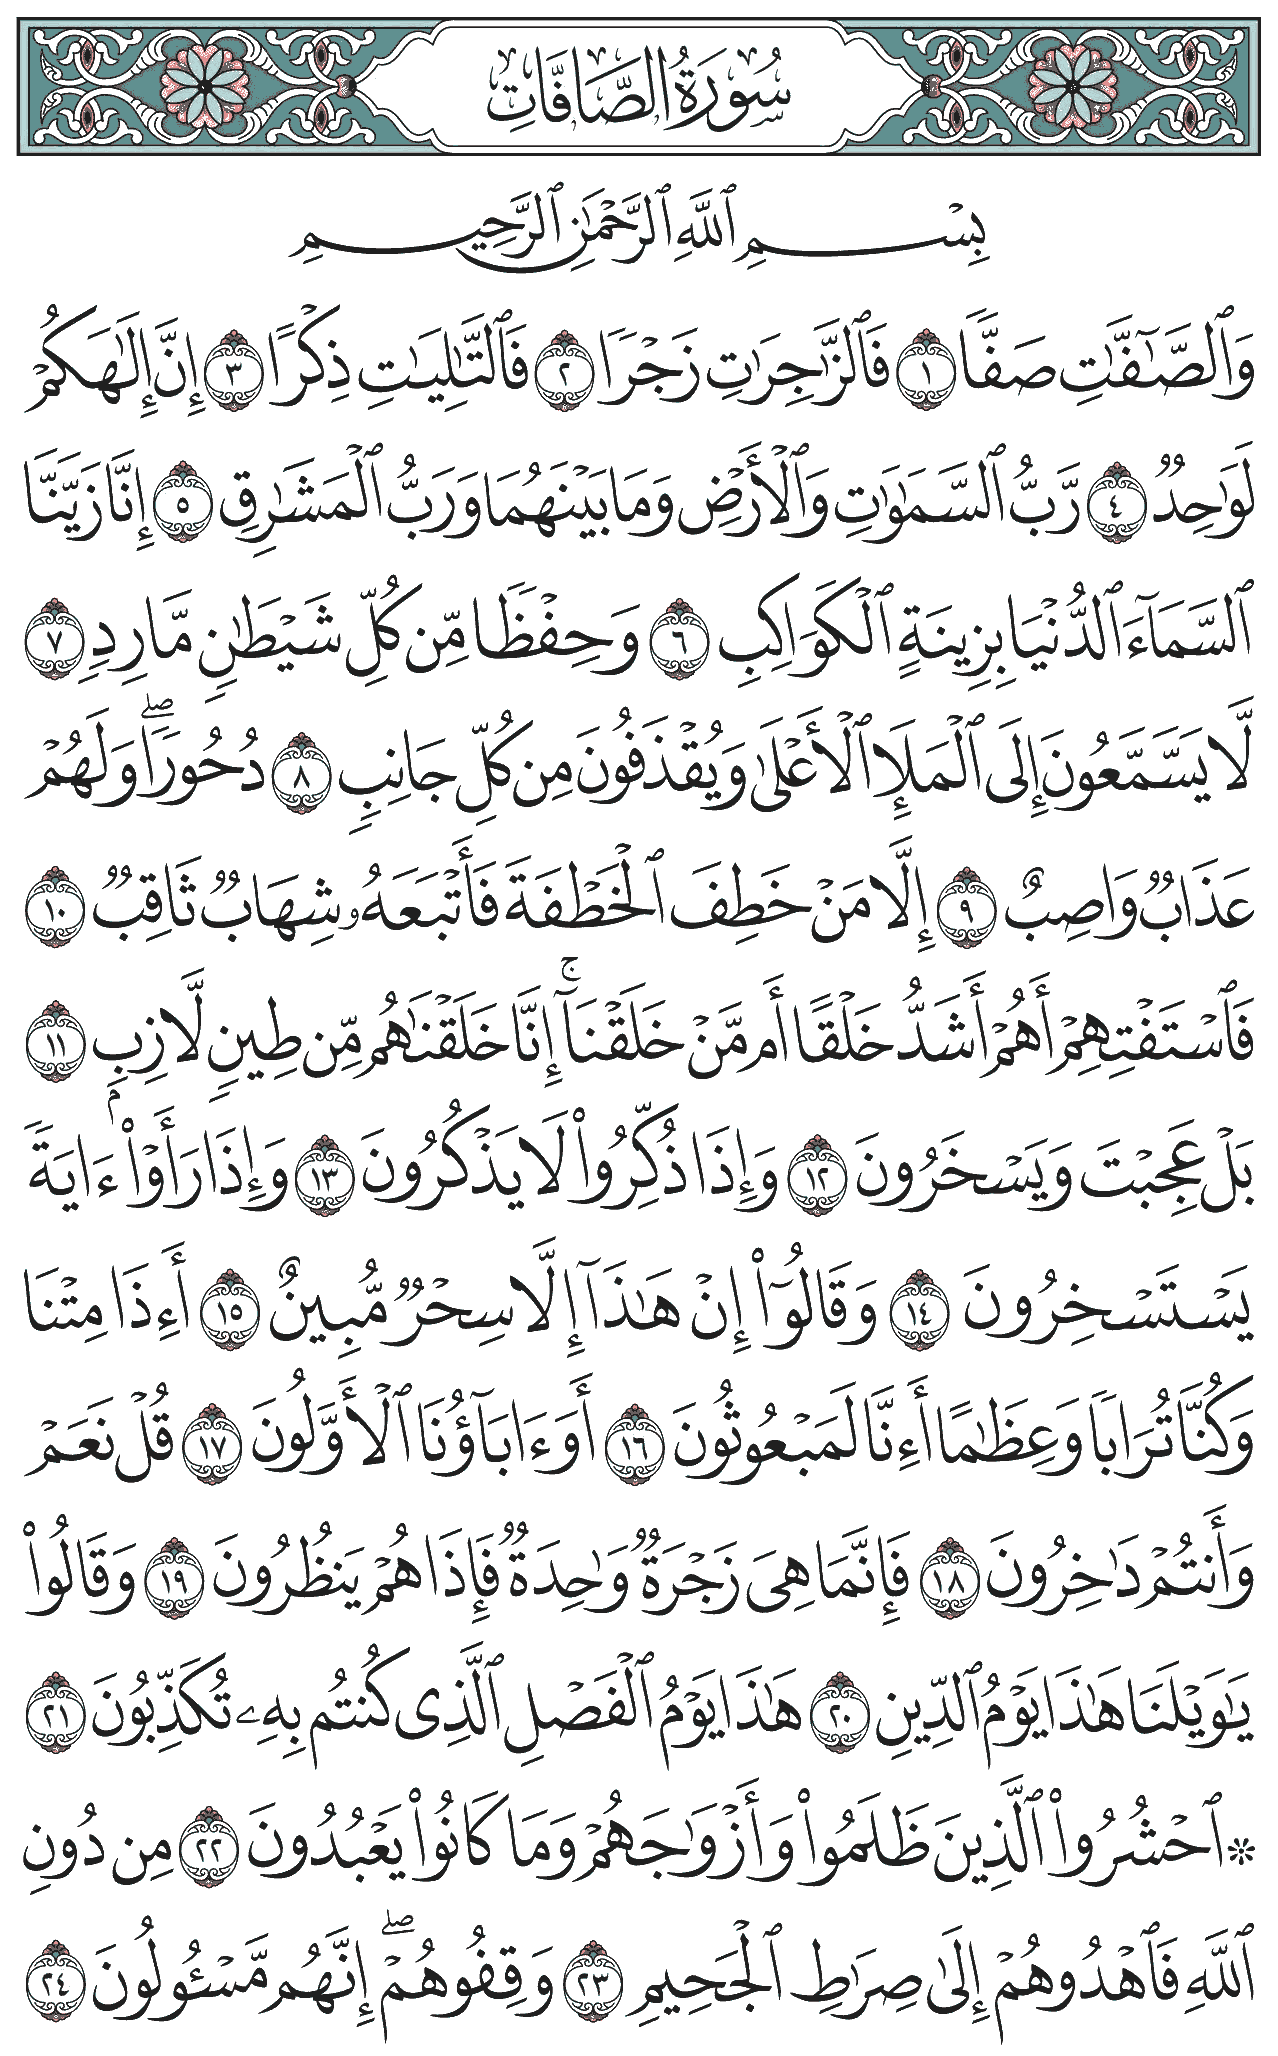 سُورَةُ الصَّافَّاتِ
بِسْمِ ٱللَّهِ ٱلرَّحْمَٰنِ ٱلرَّحِيمِ
وَٱلصَّٰٓفَّٰتِ صَفًّا ١ فَٱلزَّٰجِرَٰتِ زَجْرًا ٢ فَٱلتَّٰلِيَٰتِ ذِكْرًا ٣ إِنَّ إِلَٰهَكُمْ
لَوَٰحِدٌ ٤ رَّبُّ ٱلسَّمَٰوَٰتِ وَٱلْأَرْضِ وَمَا بَيْنَهُمَا وَرَبُّ ٱلْمَشَٰرِقِ ٥ إِنَّا زَيَّنَّا
ٱلسَّمَآءَ ٱلدُّنْيَا بِزِينَةٍ ٱلْكَوَاكِبِ ٦ وَحِفْظًا مِّن كُلِّ شَيْطَٰنٍ مَّارِدٍ ٧
لَّا يَسَّمَّعُونَ إِلَى ٱلْمَلَإِ ٱلْأَعْلَىٰ وَيُقْذَفُونَ مِن كُلِّ جَانِبٍ ٨ دُحُورًا ۖ وَلَهُمْ
عَذَابٌ وَاصِبٌ ٩ إِلَّا مَنْ خَطِفَ ٱلْخَطْفَةَ فَأَتْبَعَهُۥ شِهَابٌ ثَاقِبٌ ١٠
فَٱسْتَفْتِهِمْ أَهُمْ أَشَدُّ خَلْقًا أَم مَّنْ خَلَقْنَآ ۚ إِنَّا خَلَقْنَٰهُم مِّن طِينٍ لَّازِبٍۭ ١١
بَلْ عَجِبْتَ وَيَسْخَرُونَ ١٢ وَإِذَا ذُكِّرُوا۟ لَا يَذْكُرُونَ ١٣ وَإِذَا رَأَوْا۟ ءَايَةً
يَسْتَسْخِرُونَ ١٤ وَقَالُوٓا۟ إِنْ هَٰذَآ إِلَّا سِحْرٌ مُّبِينٌ ١٥ أَءِذَا مِتْنَا
وَكُنَّا تُرَابًا وَعِظَٰمًا أَءِنَّا لَمَبْعُوثُونَ ١٦ أَوَءَابَآؤُنَا ٱلْأَوَّلُونَ ١٧ قُلْ نَعَمْ
وَأَنتُمْ دَٰخِرُونَ ١٨ فَإِنَّمَا هِىَ زَجْرَةٌ وَٰحِدَةٌ فَإِذَا هُمْ يَنظُرُونَ ١٩ وَقَالُوا۟
يَٰوَيْلَنَا هَٰذَا يَوْمُ ٱلدِّينِ ٢٠ هَٰذَا يَوْمُ ٱلْفَصْلِ ٱلَّذِى كُنتُم بِهِۦ تُكَذِّبُونَ ٢١
۞ ٱحْشُرُوا۟ ٱلَّذِينَ ظَلَمُوا۟ وَأَزْوَٰجَهُمْ وَمَا كَانُوا۟ يَعْبُدُونَ ٢٢ مِن دُونِ
ٱللَّهِ فَٱهْدُوهُمْ إِلَىٰ صِرَٰطِ ٱلْجَحِيمِ ٢٣ وَقِفُوهُمْ ۖ إِنَّهُم مَّسْـُٔولُونَ ٢٤